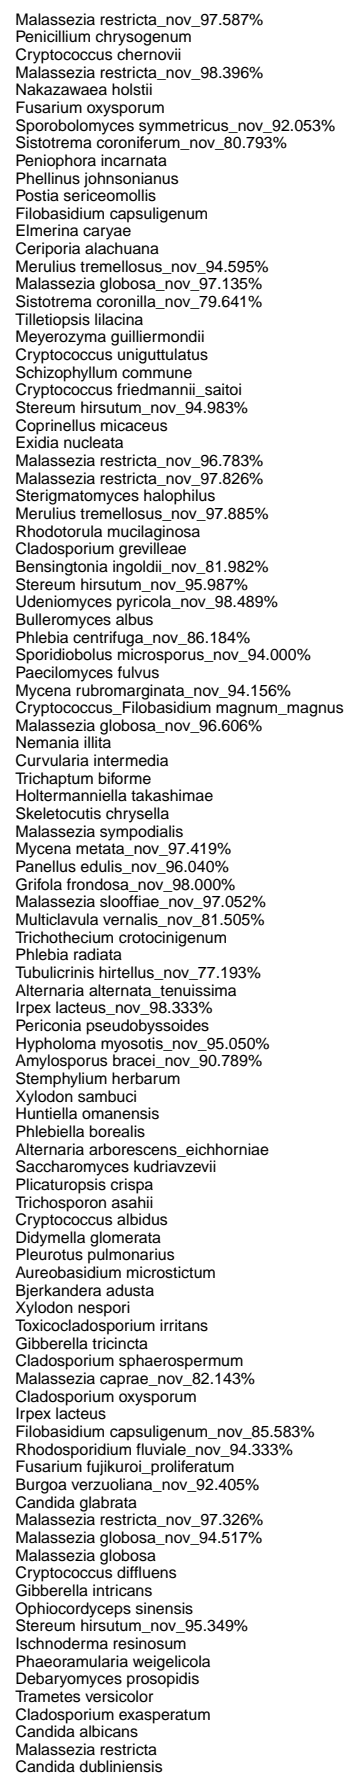 Malassezia restricta_nov_97.587%
Penicillium chrysogenum
Cryptococcus chernovii
Malassezia restricta_nov_98.396%
Nakazawaea holstii
Fusarium oxysporum
Sporobolomyces symmetricus_nov_92.053%
Sistotrema coroniferum_nov_80.793%
Peniophora incarnata
Phellinus johnsonianus
Postia sericeomollis
Filobasidium capsuligenum
Elmerina caryae
Ceriporia alachuana
Merulius tremellosus_nov_94.595%
Malassezia globosa_nov_97.135%
Sistotrema coronilla_nov_79.641%
Tilletiopsis lilacina
Meyerozyma guilliermondii
Cryptococcus uniguttulatus
Schizophyllum commune
Cryptococcus friedmannii_saitoi
Stereum hirsutum_nov_94.983%
Coprinellus micaceus
Exidia nucleata
Malassezia restricta_nov_96.783%
Malassezia restricta_nov_97.826%
Sterigmatomyces halophilus
Merulius tremellosus_nov_97.885%
Rhodotorula mucilaginosa
Cladosporium grevilleae
Bensingtonia ingoldii_nov_81.982%
Stereum hirsutum_nov_95.987%
Udeniomyces pyricola_nov_98.489%
Bulleromyces albus
Phlebia centrifuga_nov_86.184%
Sporidiobolus microsporus_nov_94.000%
Paecilomyces fulvus
Mycena rubromarginata_nov_94.156%
Cryptococcus_Filobasidium magnum_magnus
Malassezia globosa_nov_96.606%
Nemania illita
Curvularia intermedia
Trichaptum biforme
Holtermanniella takashimae
Skeletocutis chrysella
Malassezia sympodialis
Mycena metata_nov_97.419%
Panellus edulis_nov_96.040%
Grifola frondosa_nov_98.000%
Malassezia slooffiae_nov_97.052%
Multiclavula vernalis_nov_81.505%
Trichothecium crotocinigenum
Phlebia radiata
Tubulicrinis hirtellus_nov_77.193%
Alternaria alternata_tenuissima
Irpex lacteus_nov_98.333%
Periconia pseudobyssoides
Hypholoma myosotis_nov_95.050%
Amylosporus bracei_nov_90.789%
Stemphylium herbarum
Xylodon sambuci
Huntiella omanensis
Phlebiella borealis
Alternaria arborescens_eichhorniae
Saccharomyces kudriavzevii
Plicaturopsis crispa
Trichosporon asahii
Cryptococcus albidus
Didymella glomerata
Pleurotus pulmonarius
Aureobasidium microstictum
Bjerkandera adusta
Xylodon nespori
Toxicocladosporium irritans
Gibberella tricincta
Cladosporium sphaerospermum
Malassezia caprae_nov_82.143%
Cladosporium oxysporum
Irpex lacteus
Filobasidium capsuligenum_nov_85.583%
Rhodosporidium fluviale_nov_94.333%
Fusarium fujikuroi_proliferatum
Burgoa verzuoliana_nov_92.405%
Candida glabrata
Malassezia restricta_nov_97.326%
Malassezia globosa_nov_94.517%
Malassezia globosa
Cryptococcus diffluens
Gibberella intricans
Ophiocordyceps sinensis
Stereum hirsutum_nov_95.349%
Ischnoderma resinosum
Phaeoramularia weigelicola
Debaryomyces prosopidis
Trametes versicolor
Cladosporium exasperatum
Candida albicans
Malassezia restricta
Candida dubliniensis